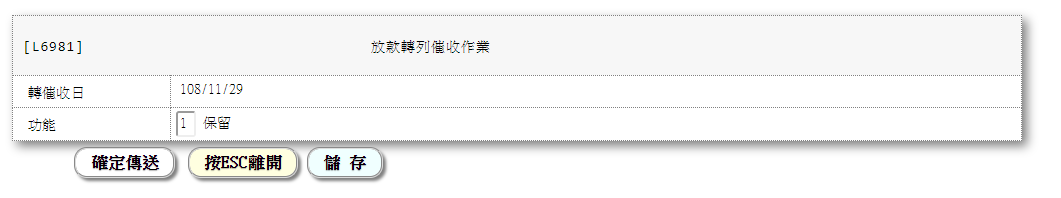 [L6981] 放款轉列催收作業
轉催收日 108/11/29
功能 1 保留
確定傳送 按ESC離開 儲 存